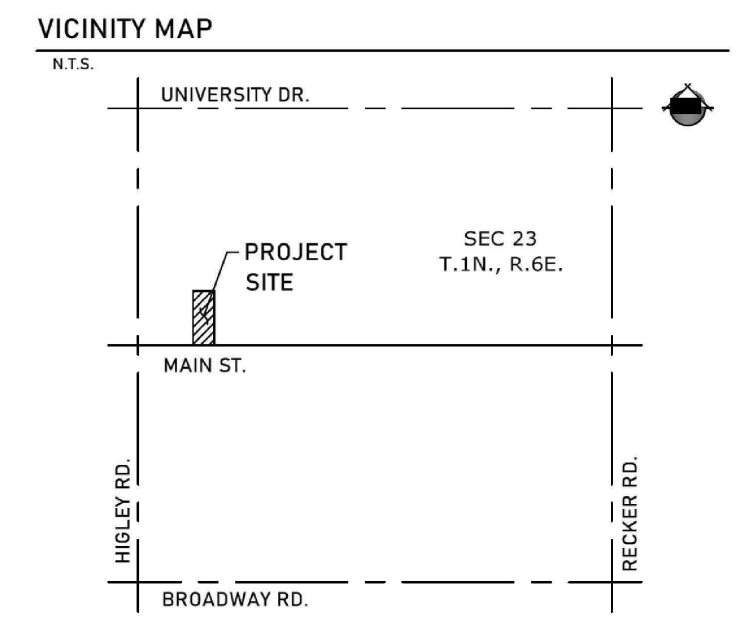 VICINITY MAP
N.T.S.
UNIVERSITY DR.
SEC 23
T.1N., R.6E.
PROJECT
SITE
MAIN ST.
HIGLEY RD.
RECKER RD.
BROADWAY RD.